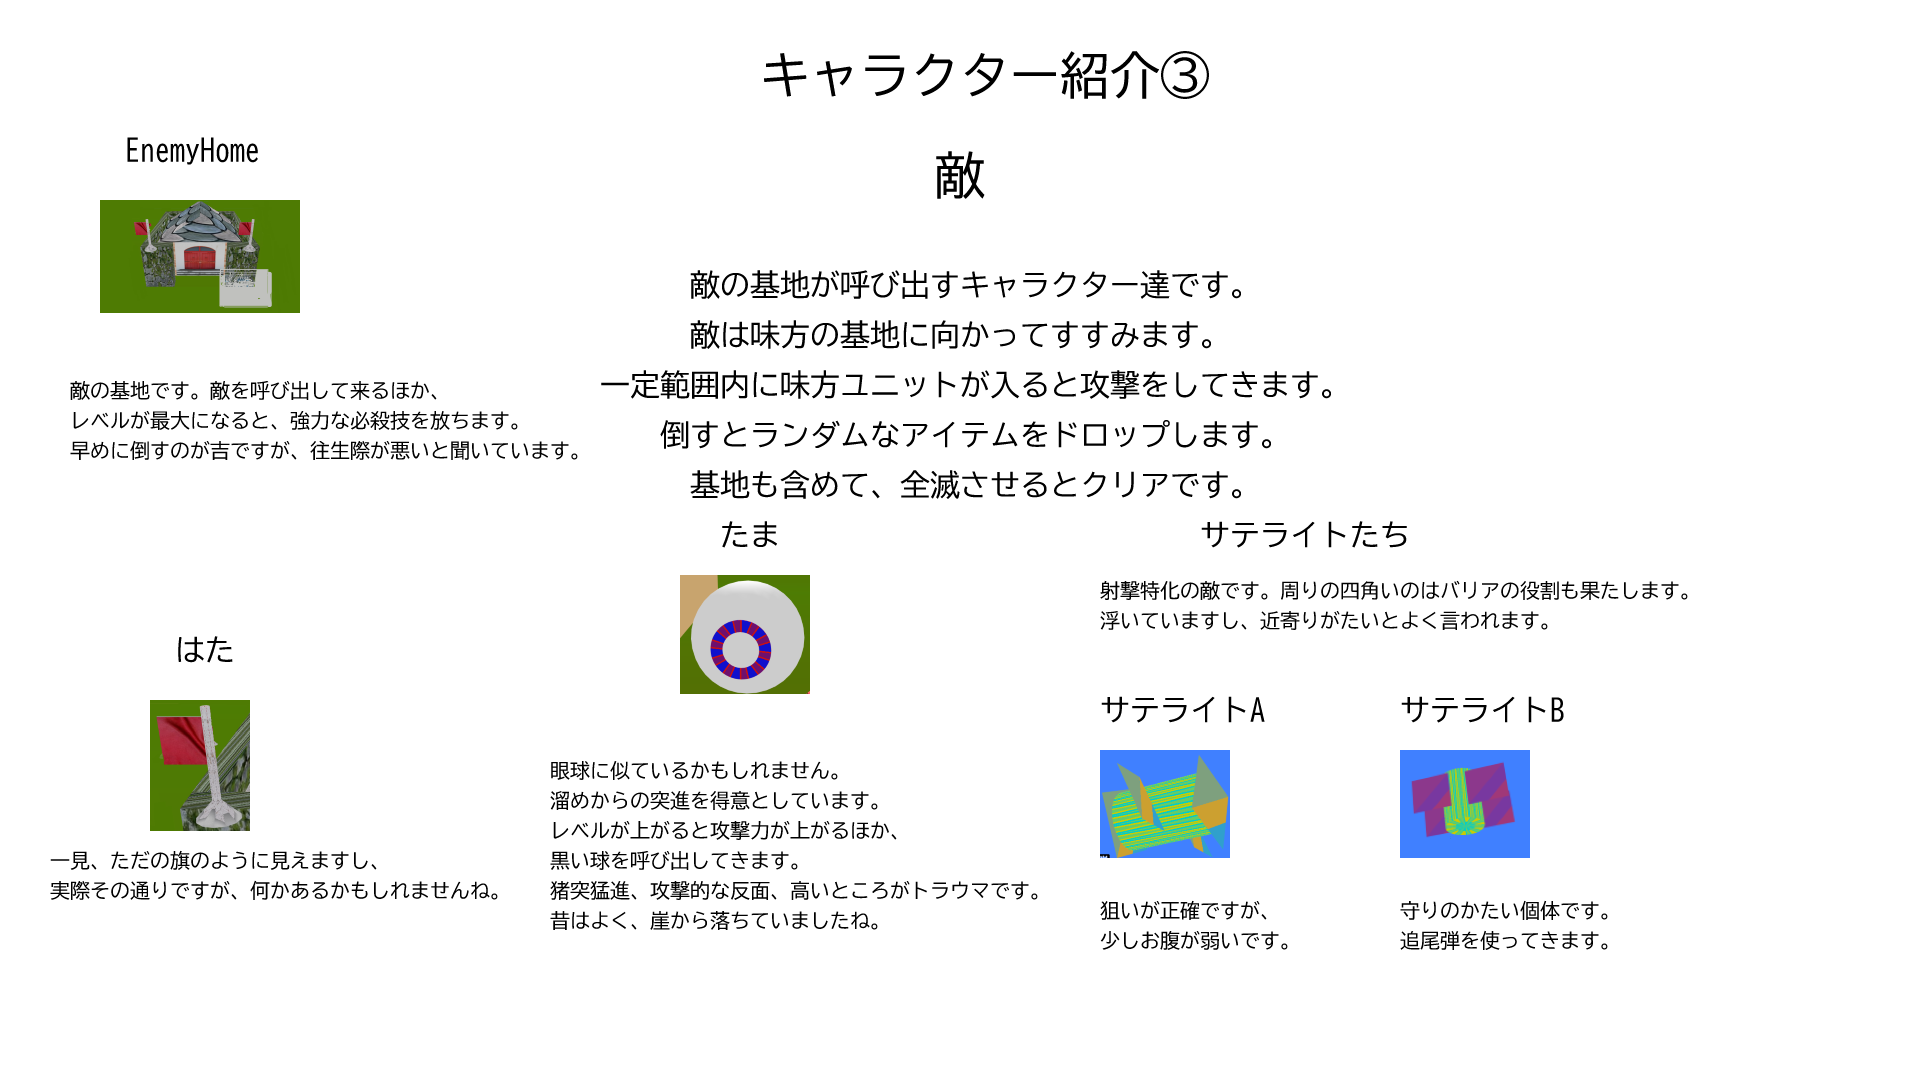 キャラクター紹介③
敵
敵の基地が呼び出すキャラクター達です。
敵は味方の基地に向かってすすみます。
一定範囲内に味方ユニットが入ると攻撃をしてきます。
倒すとランダムなアイテムをドロップします。
基地も含めて、全滅させるとクリアです。
EnemyHome
敵の基地です。敵を呼び出して来るほか、
レベルが最大になると、強力な必殺技を放ちます。
早めに倒すのが吉ですが、往生際が悪いと聞いています。
はた
一見、ただの旗のように見えますし、
実際その通りですが、何かあるかもしれませんね。
たま
眼球に似ているかもしれません。
溜めからの突進を得意としています。
レベルが上がると攻撃力が上がるほか、
黒い球を呼び出してきます。
猪突猛進、攻撃的な反面、高いところがトラウマです。
昔はよく、崖から落ちていましたね。
サテライトたち
射撃特化の敵です。周りの四角いのはバリアの役割も果たします。
浮いていますし、近寄りがたいとよく言われます。
サテライトA
狙いが正確ですが、
少しお腹が弱いです。
サテライトB
守りのかたい個体です。
追尾弾を使ってきます。